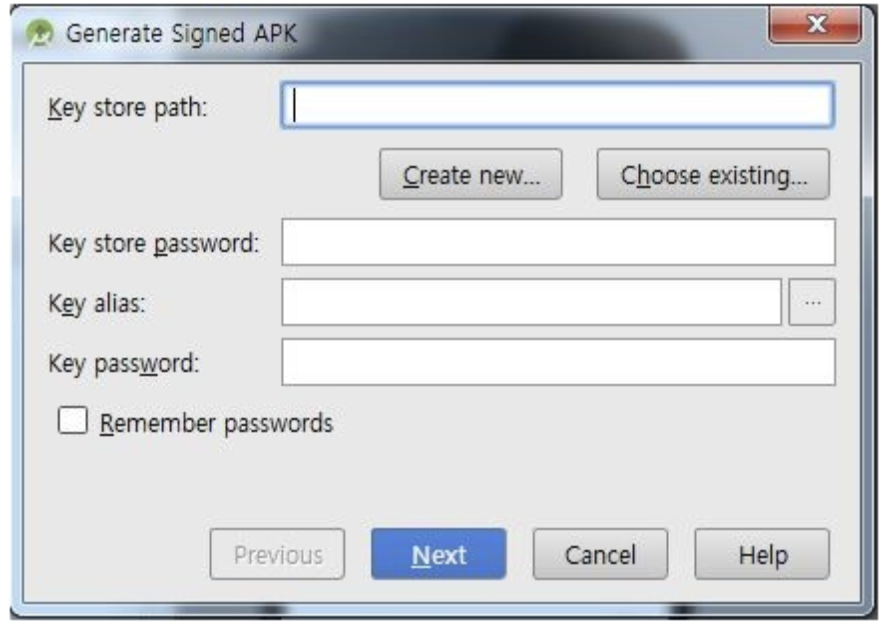 Generate Signed APK
Key store path:
Create new... Choose existing...
Key store password:
Key alias: ...
Key password:
Remember passwords
Previous Next Cancel Help